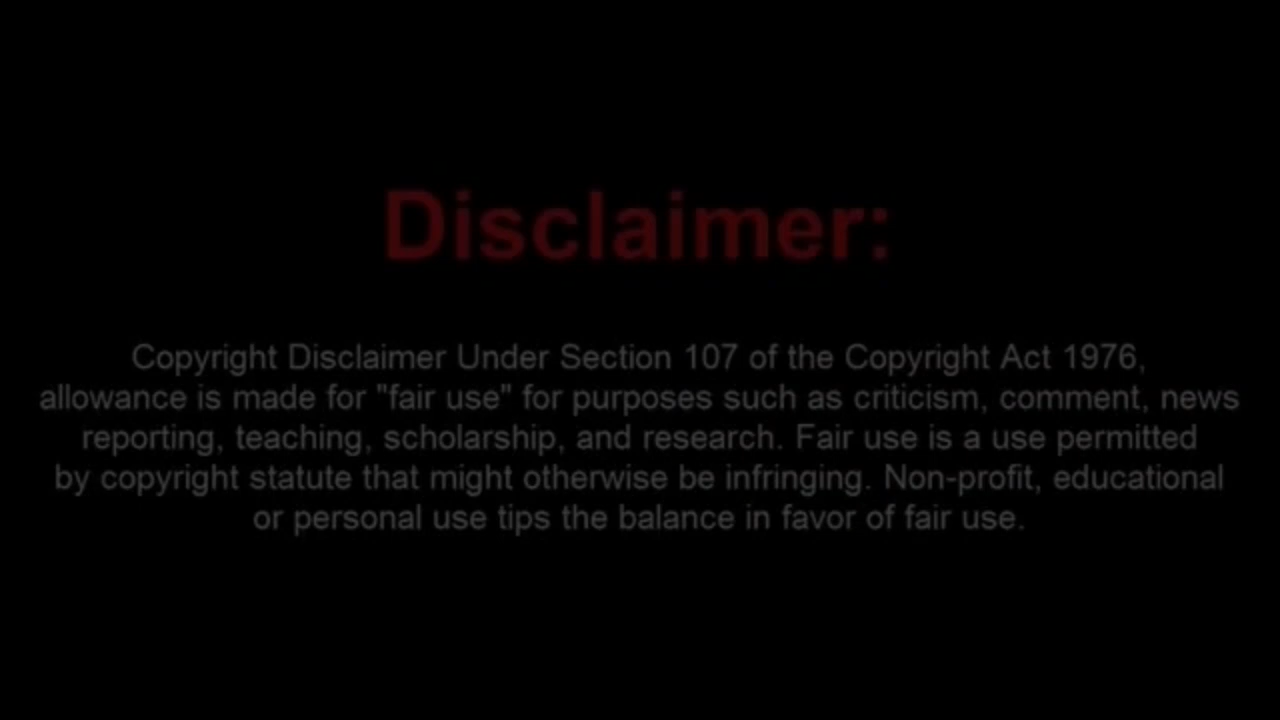 Disclaimer:
Copyright Disclaimer Under Section 107 of the Copyright Act 1976,
allowance is made for "fair use" for purposes such as criticism, comment, news
reporting, teaching, scholarship, and research. Fair use is a use permitted
by copyright statute that might otherwise be infringing. Non-profit, educational
or personal use tips the balance in favor of fair use.